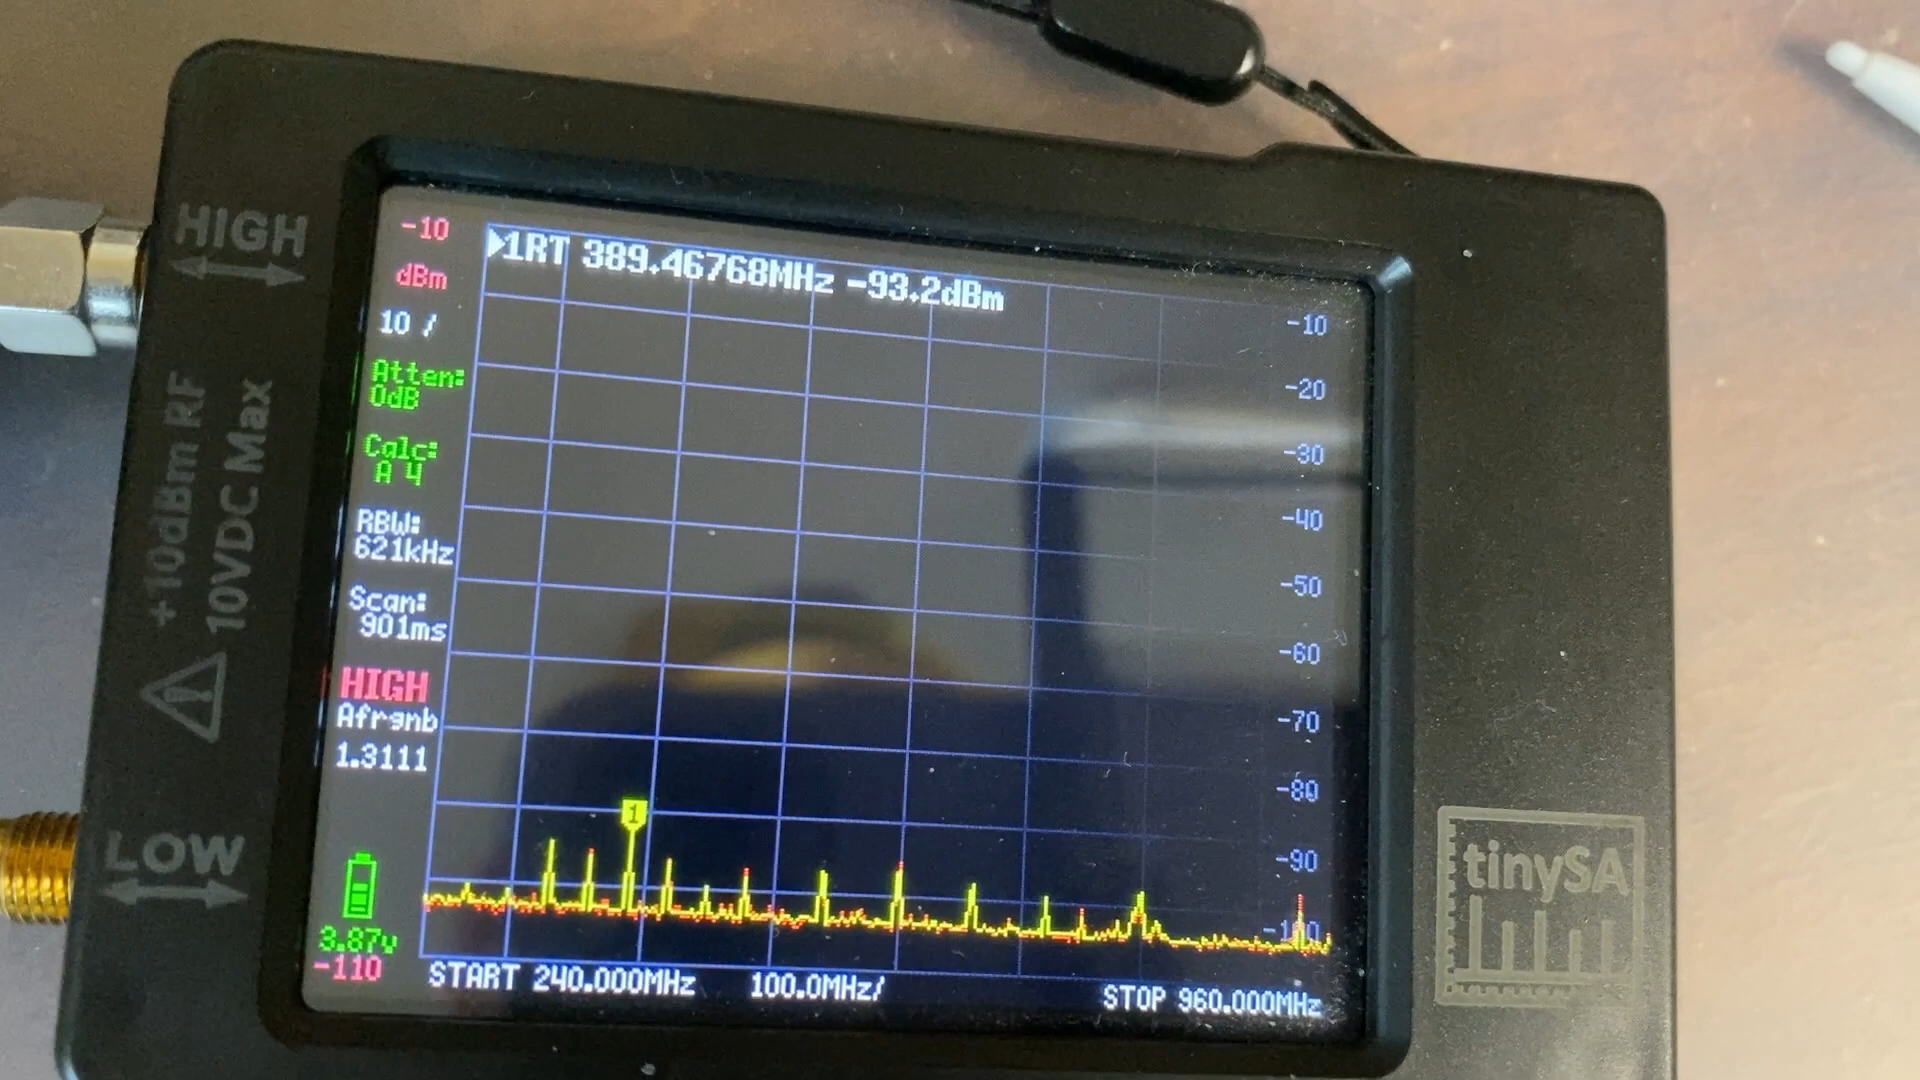 HIGH
+10dBm RF
10VDC Max
LOW
-10
dBm
10 /
Atten:
0dB
Calc:
A 4
RBW:
621kHz
Scan:
901ms
HIGH
Afrgnb
1.3111
3.87v
-110
1RT 389.46768MHz -93.2dBm
-10
-20
-30
-40
-50
-60
-70
-80
-90
-100
1
START 240.000MHz 100.0MHz/ STOP 960.000MHz
tinySA